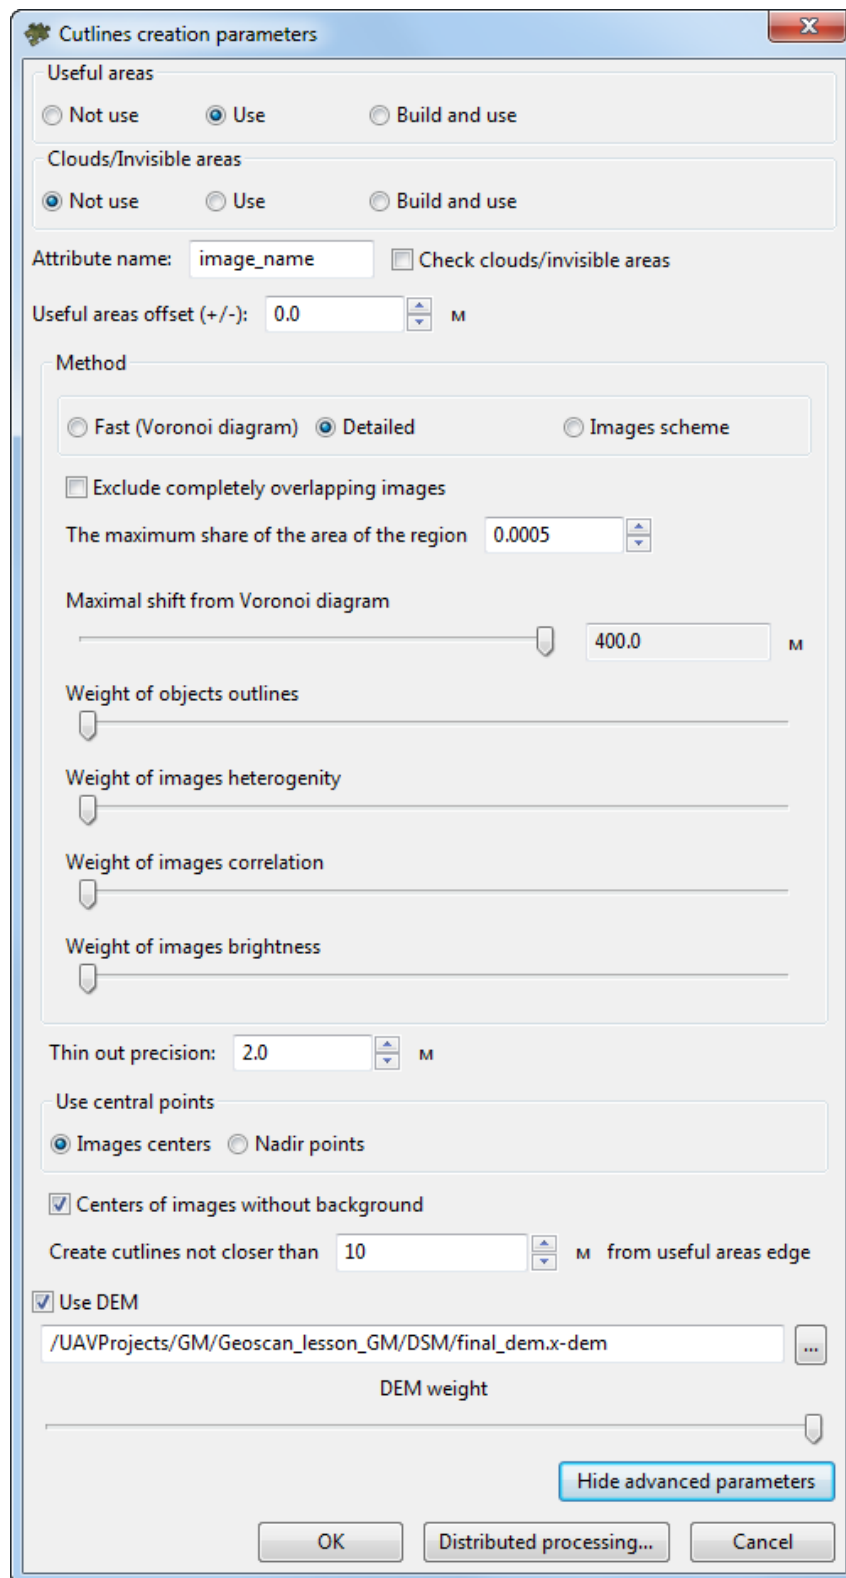 Cutlines creation parameters
Useful areas
Not use Use Build and use
Clouds/Invisible areas
Not use Use Build and use
Attribute name: image_name Check clouds/invisible areas
Useful areas offset (+/-): 0.0 м
Method
Fast (Voronoi diagram) Detailed Images scheme
Exclude completely overlapping images
The maximum share of the area of the region 0.0005
Maximal shift from Voronoi diagram
400.0 м
Weight of objects outlines
Weight of images heterogenity
Weight of images correlation
Weight of images brightness
Thin out precision: 2.0 м
Use central points
Images centers Nadir points
Centers of images without background
Create cutlines not closer than 10 м from useful areas edge
Use DEM
/UAVProjects/GM/Geoscan_lesson_GM/DSM/final_dem.x-dem ...
DEM weight
Hide advanced parameters
OK Distributed processing... Cancel